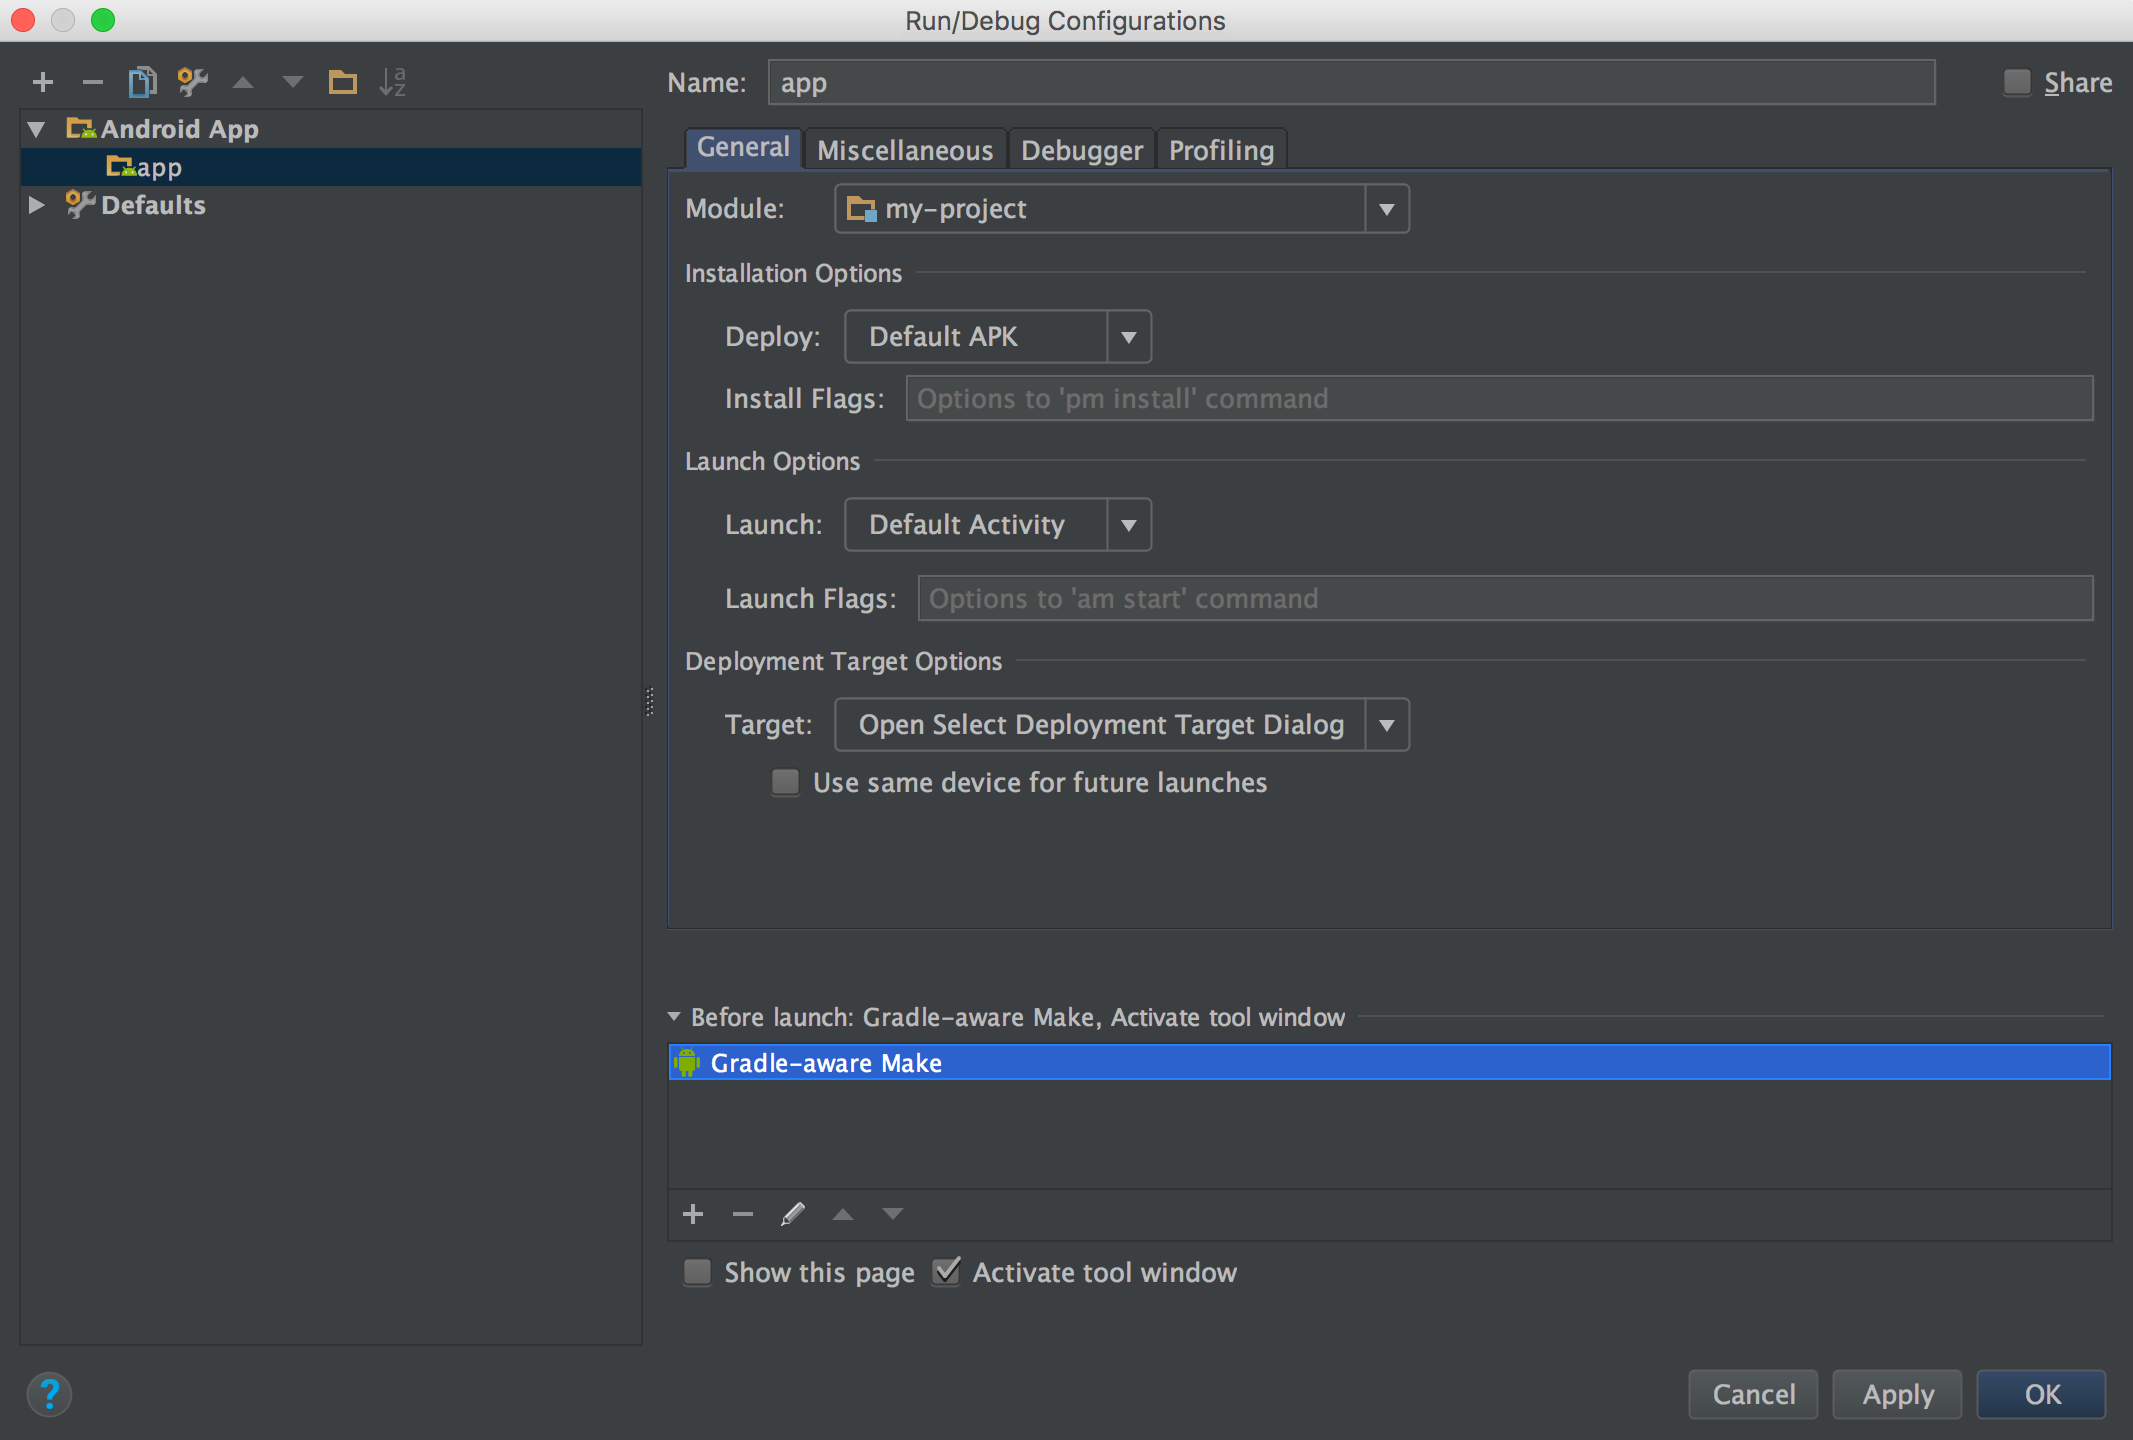 Run/Debug Configurations
a
z
Android App
app
Defaults
Name: app Share
General Miscellaneous Debugger Profiling
Module: my-project
Installation Options
Deploy: Default APK
Install Flags: Options to 'pm install' command
Launch Options
Launch: Default Activity
Launch Flags: Options to 'am start' command
Deployment Target Options
Target: Open Select Deployment Target Dialog
Use same device for future launches
Before launch: Gradle-aware Make, Activate tool window
Gradle-aware Make
Show this page Activate tool window
? Cancel Apply OK